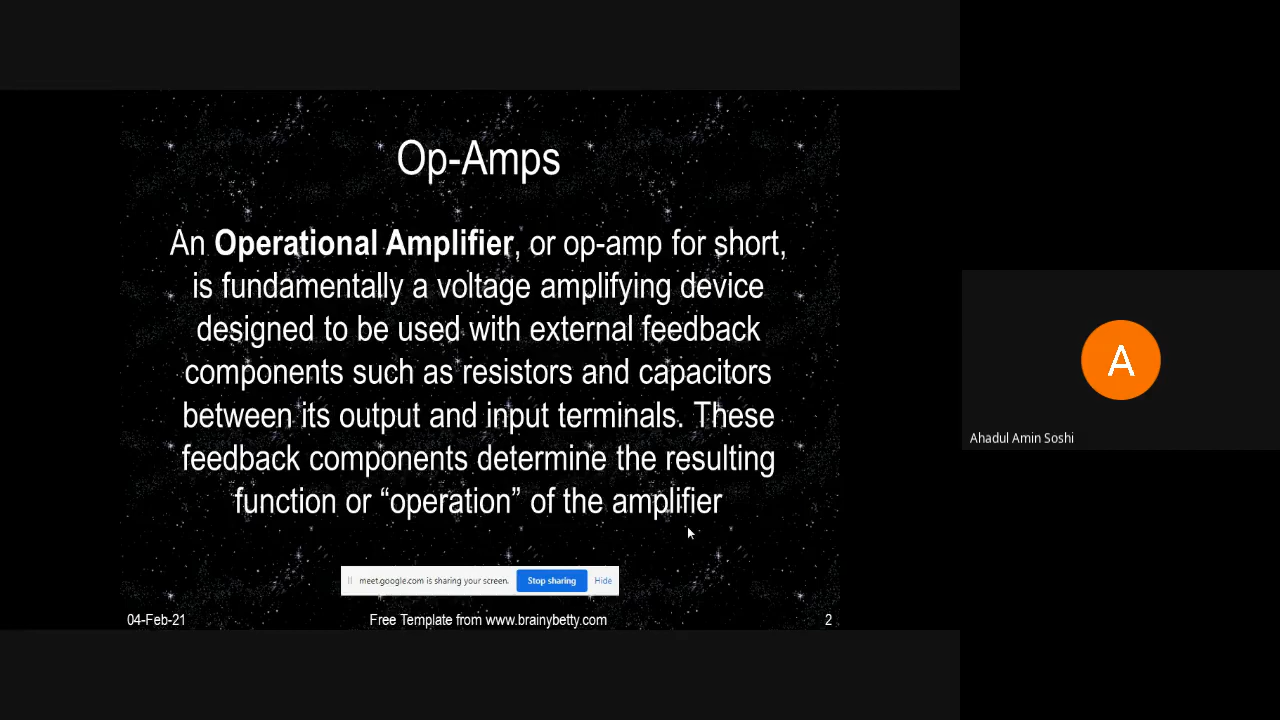 Op-Amps
An Operational Amplifier, or op-amp for short,
is fundamentally a voltage amplifying device
designed to be used with external feedback
components such as resistors and capacitors
between its output and input terminals. These
feedback components determine the resulting
function or “operation” of the amplifier
meet.google.com is sharing your screen. Stop sharing Hide
04-Feb-21 Free Template from www.brainybetty.com 2
A
Ahadul Amin Soshi